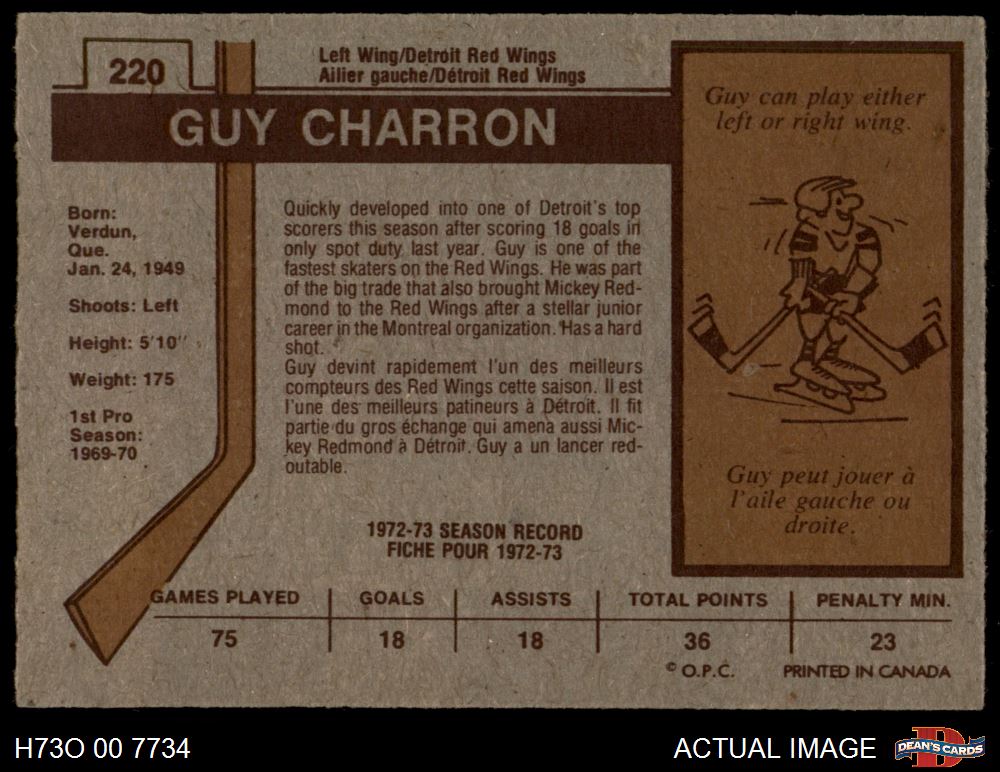 220
Left Wing/Detroit Red Wings
Ailier gauche/Détroit Red Wings
GUY CHARRON
Born:
Verdun,
Que.
Jan. 24, 1949
Shoots: Left
Height: 5'10"
Weight: 175
1st Pro
Season:
1969-70
Quickly developed into one of Detroit's top
scorers this season after scoring 18 goals in
only spot duty last year. Guy is one of the
fastest skaters on the Red Wings. He was part
of the big trade that also brought Mickey Red-
mond to the Red Wings after a stellar junior
career in the Montreal organization. Has a hard
shot.
Guy devint rapidement l'un des meilleurs
compteurs des Red Wings cette saison. Il est
l'une des meilleurs patineurs à Détroit. Il fit
partie du gros échange qui amena aussi Mic-
key Redmond à Détroit. Guy a un lancer red-
outable.
Guy can play either
left or right wing.
Guy peut jouer à
l'aile gauche ou
droite.
1972-73 SEASON RECORD
FICHE POUR 1972-73
GAMES PLAYED GOALS ASSISTS TOTAL POINTS PENALTY MIN.
75 18 18 36 23
© O.P.C. PRINTED IN CANADA
H73O 00 7734
ACTUAL IMAGE
D
DEAN'S CARDS